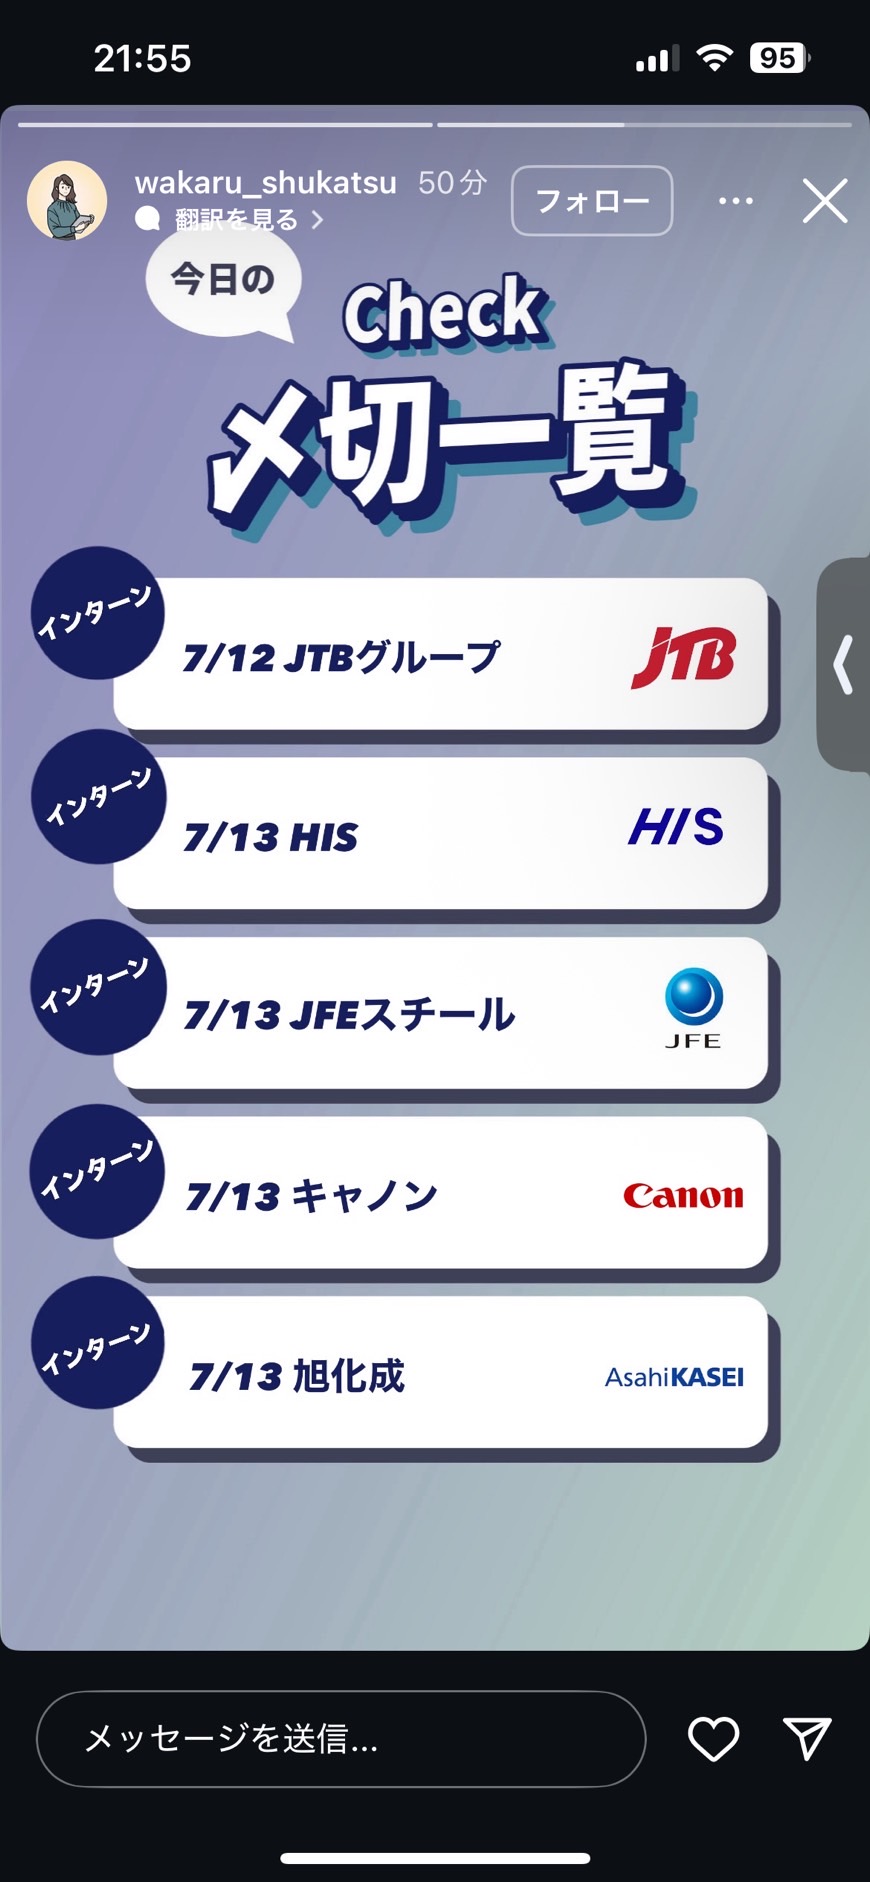 21:55
95
wakaru_shukatsu 50分
フォロー
翻訳を見る
今日の
Check
〆切一覧
インターン
7/12 JTBグループ
JTB
インターン
7/13 HIS
HIS
インターン
7/13 JFEスチール
JFE
インターン
7/13 キャノン
Canon
インターン
7/13 旭化成
AsahiKASEI
メッセージを送信...